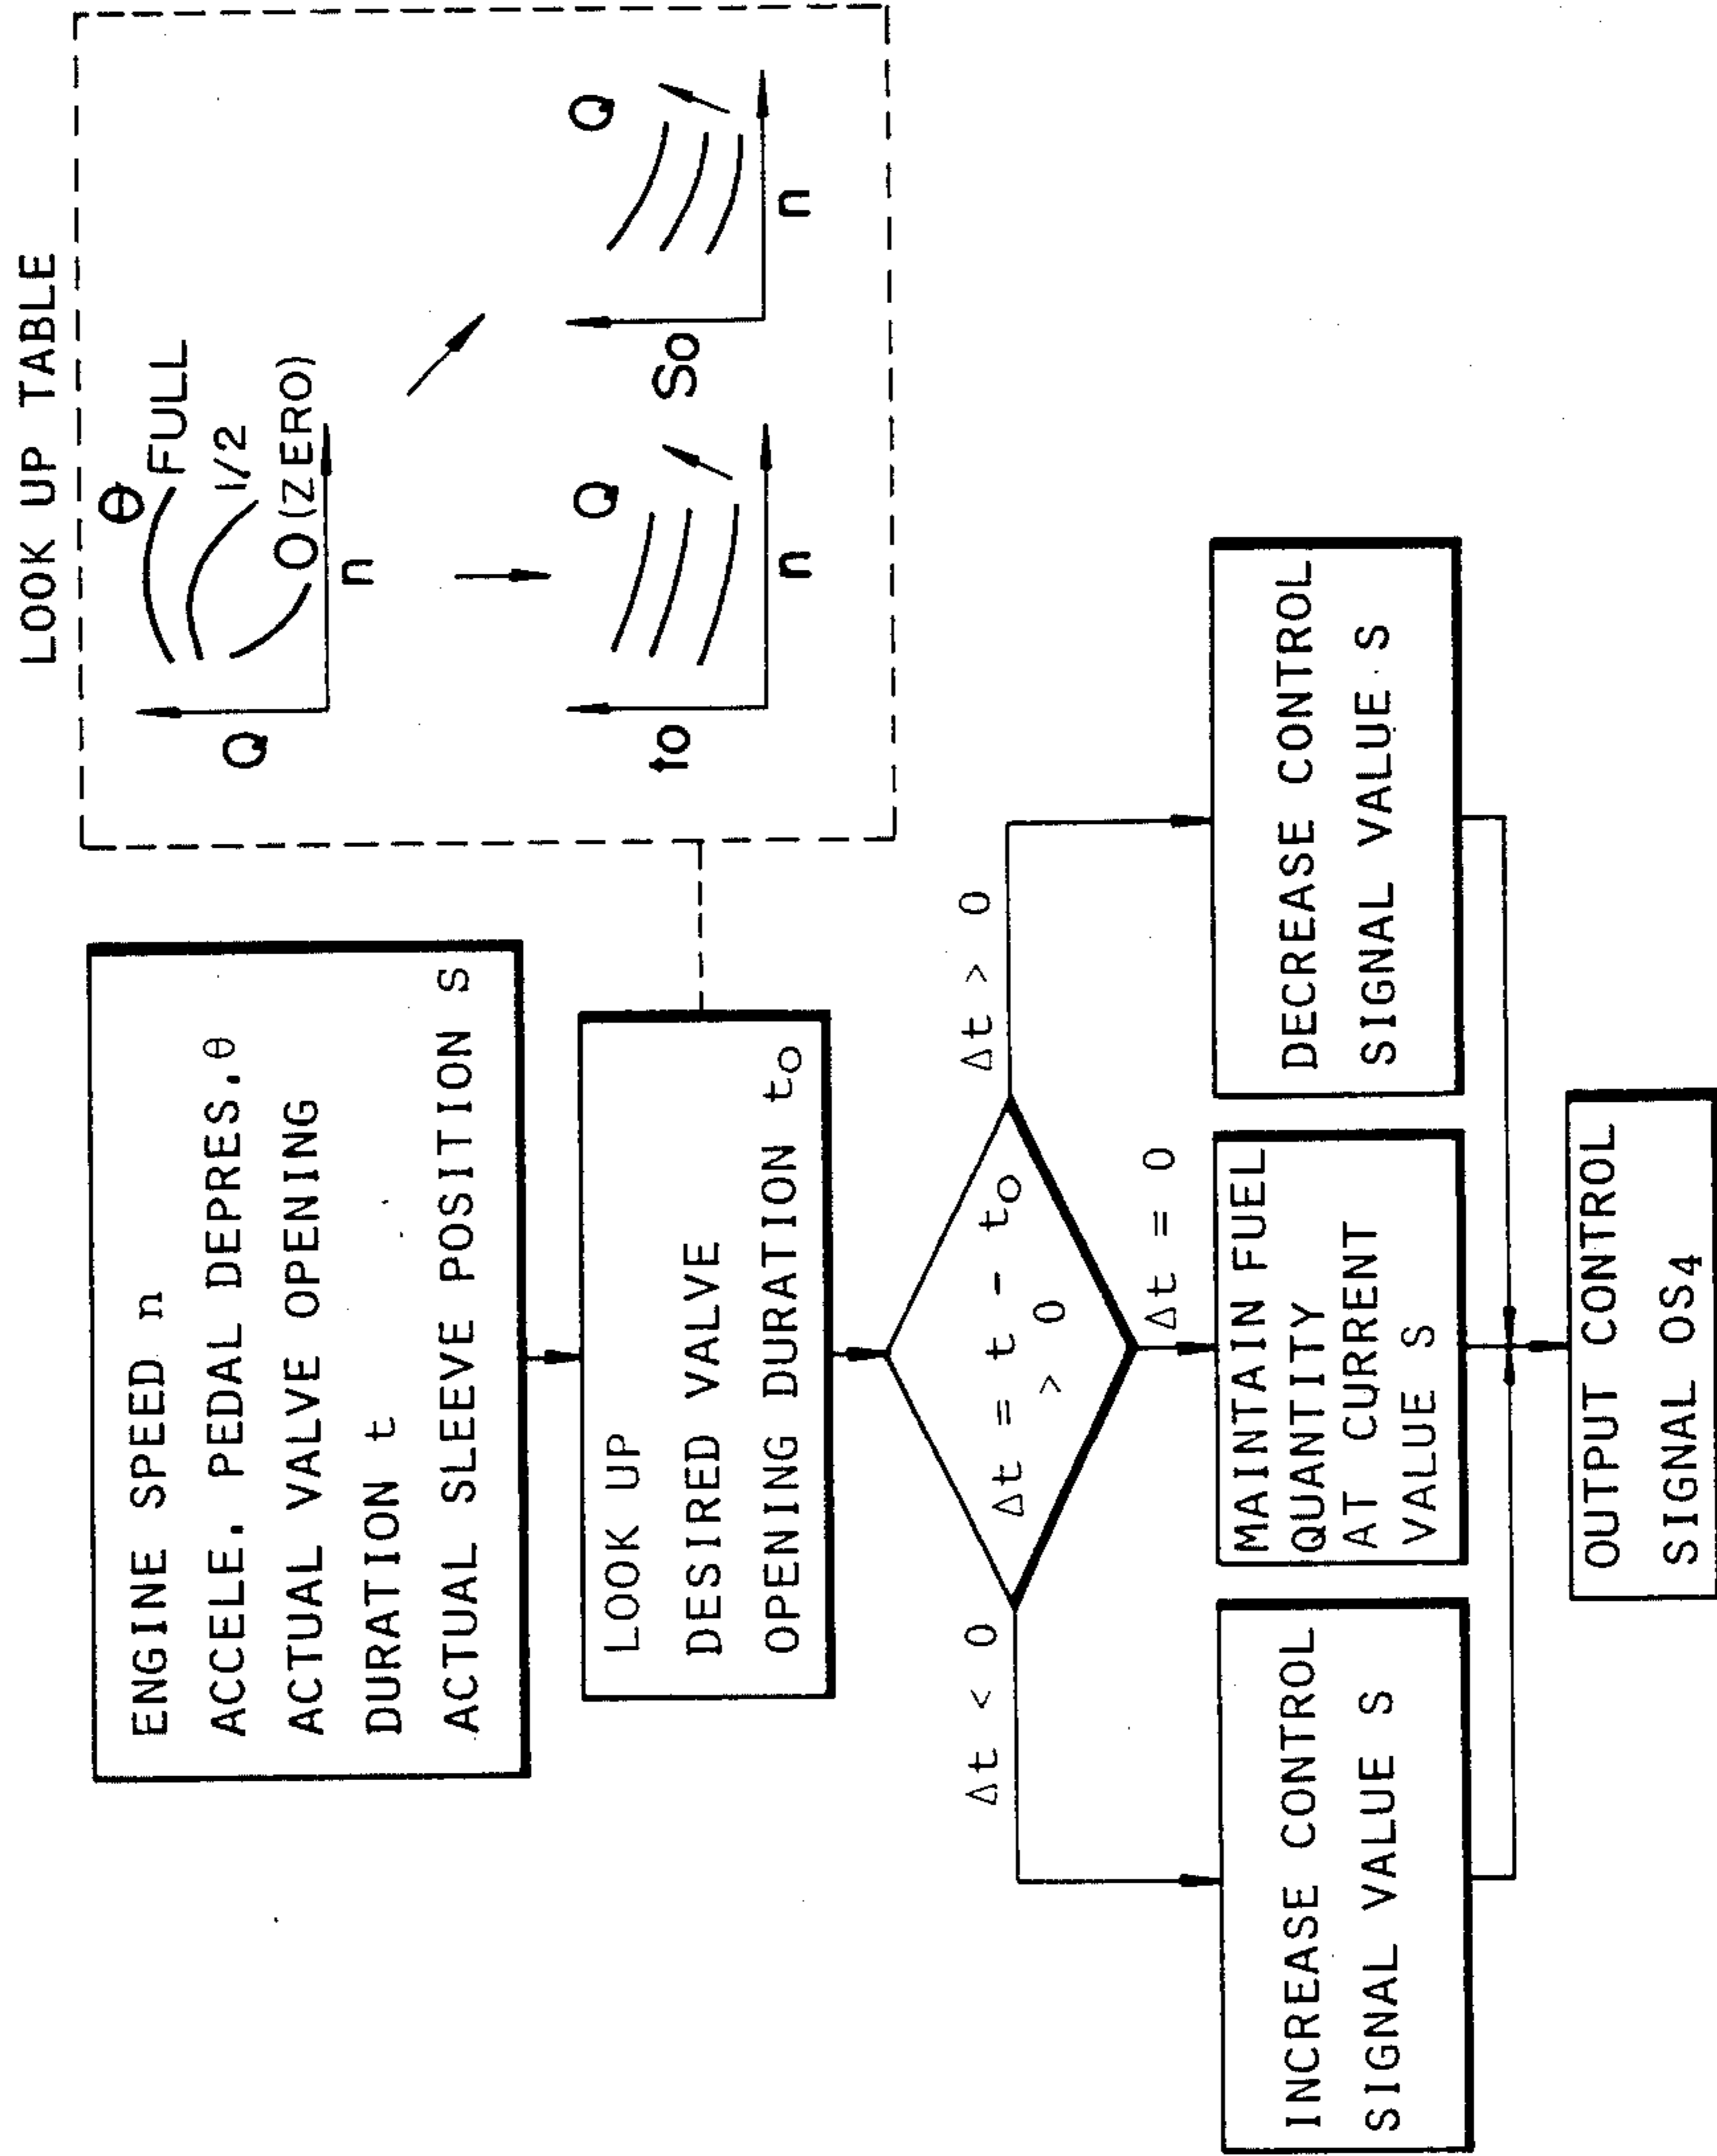 LOOK UP TABLE
Q
θ
FULL
1/2
O (ZERO)
n
to
Q
n
So
Q
n
ENGINE SPEED n
ACCELE. PEDAL DEPRES. θ
ACTUAL VALVE OPENING
DURATION t
ACTUAL SLEEVE POSITION S
LOOK UP
DESIRED VALVE
OPENING DURATION to
Δt < 0
Δt = t - to
> 0
Δt > 0
Δt = 0
INCREASE CONTROL
SIGNAL VALUE S
MAINTAIN FUEL
QUANTITY
AT CURRENT
VALUE S
DECREASE CONTROL
SIGNAL VALUE S
OUTPUT CONTROL
SIGNAL OS4